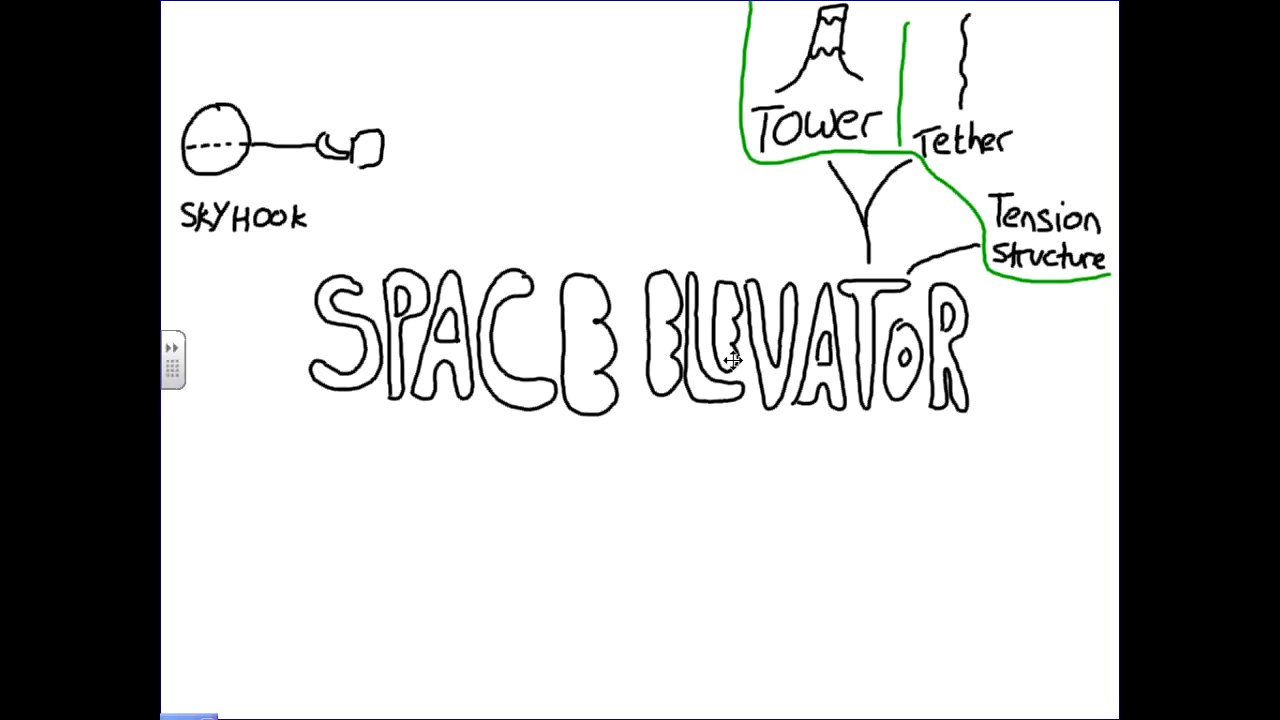 Tower
Tether
Tension
Structure
SKYHOOK
SPACE ELEVATOR